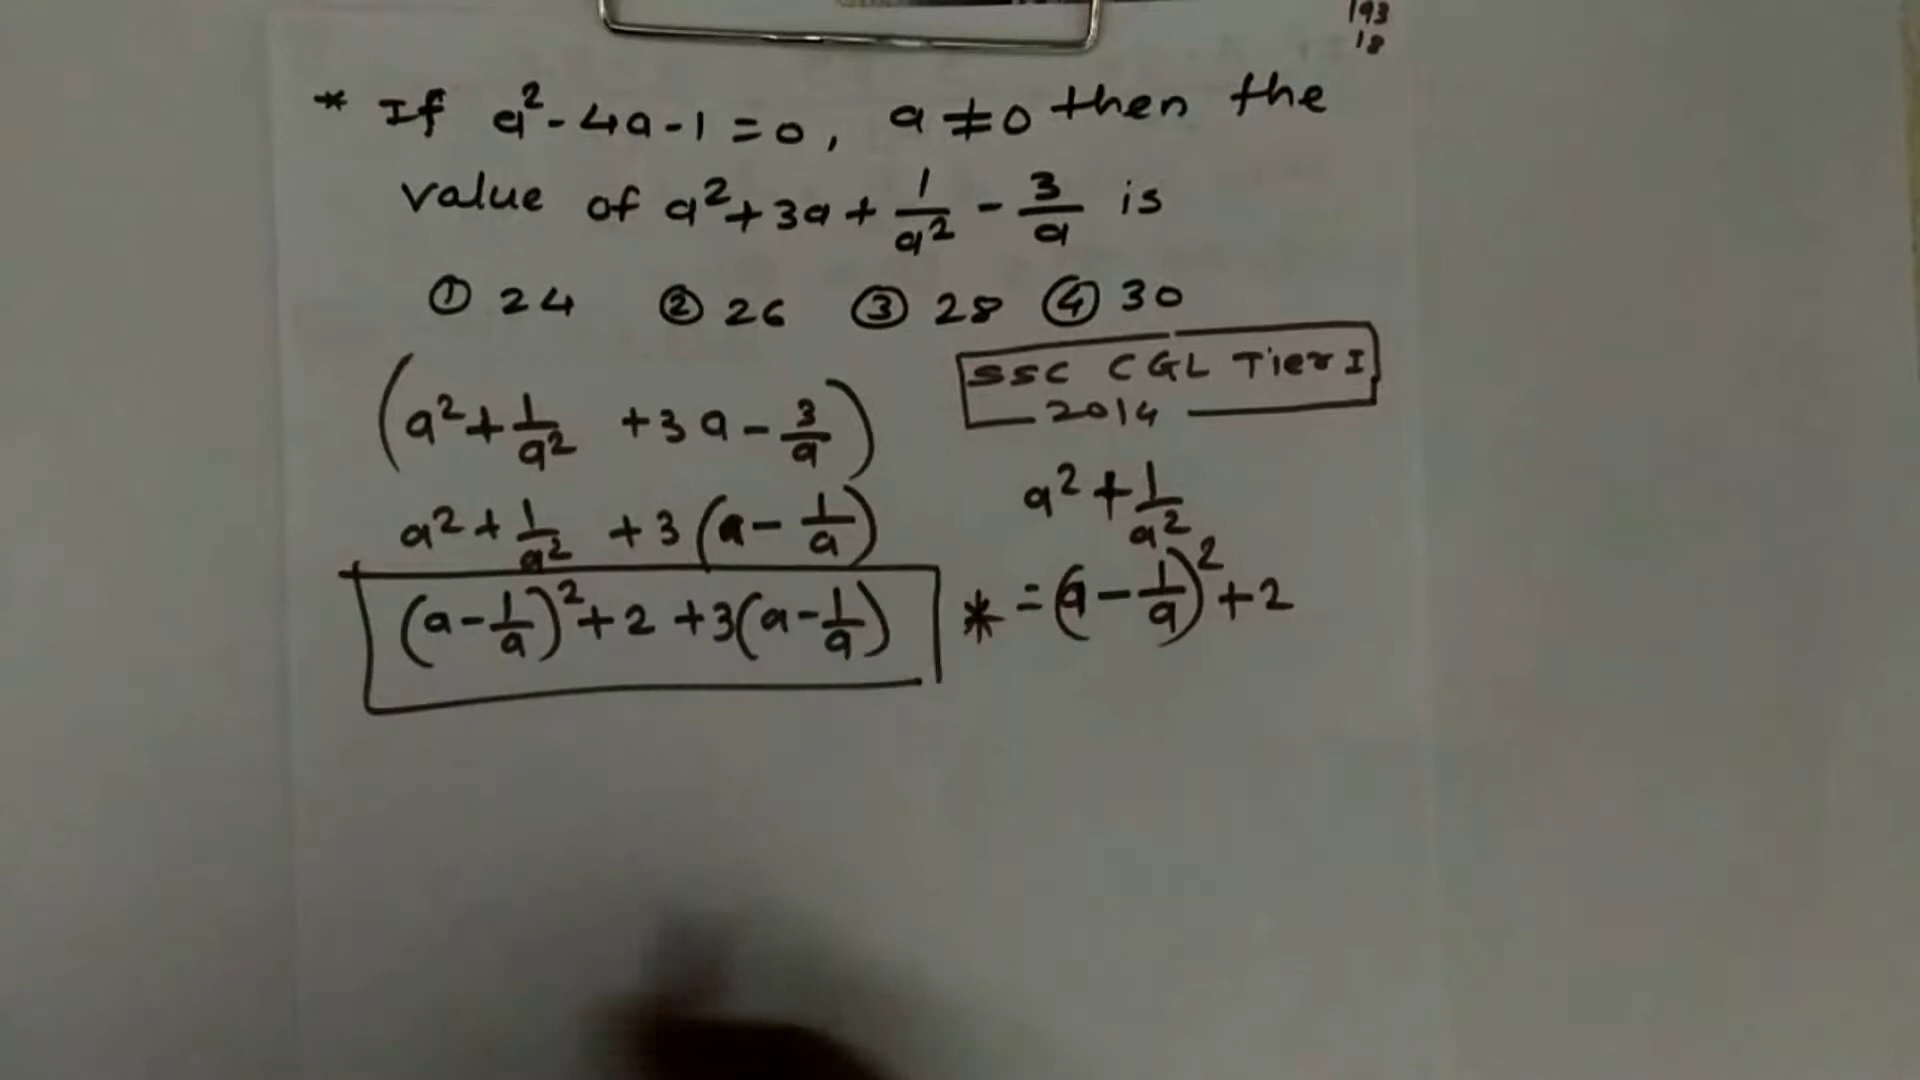 193
18
* If a² - 4a - 1 = 0, a ≠ 0 then the
value of a² + 3a + 1/a² - 3/a is
① 24 ② 26 ③ 28 ④ 30
SSC CGL Tier I
2014
(a² + 1/a² + 3a - 3/a)
a² + 1/a² + 3(a - 1/a)
(a - 1/a)² + 2 + 3(a - 1/a)
a² + 1/a²
* = (a - 1/a)² + 2